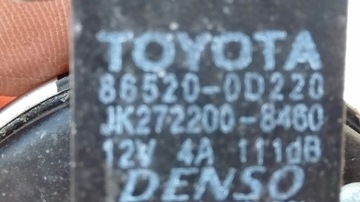 TOYOTA
86520-0D220
JK272200-8460
12V 4A 111dB
DENSO